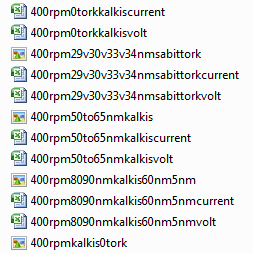 400rpm0torkkalkiscurrent
400rpm0torkkalkisvolt
400rpm29v30v33v34nmsabittork
400rpm29v30v33v34nmsabittorkcurrent
400rpm29v30v33v34nmsabittorkvolt
400rpm50to65nmkalkis
400rpm50to65nmkalkiscurrent
400rpm50to65nmkalkisvolt
400rpm8090nmkalkis60nm5nm
400rpm8090nmkalkis60nm5nmcurrent
400rpm8090nmkalkis60nm5nmvolt
400rpmkalkis0tork